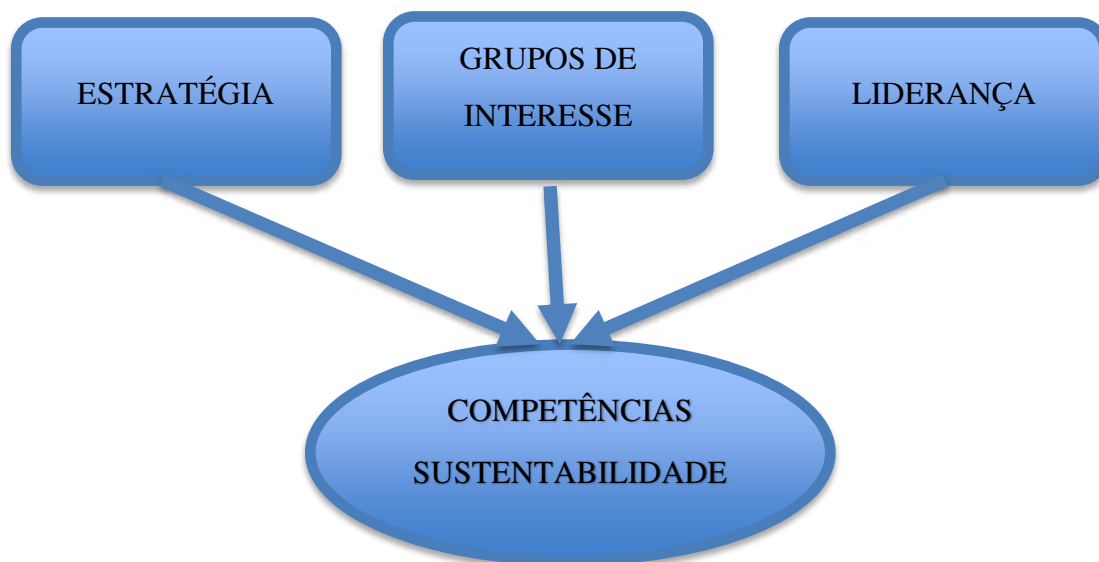 ESTRATÉGIA
GRUPOS DE
INTERESSE
LIDERANÇA
COMPETÊNCIAS
SUSTENTABILIDADE